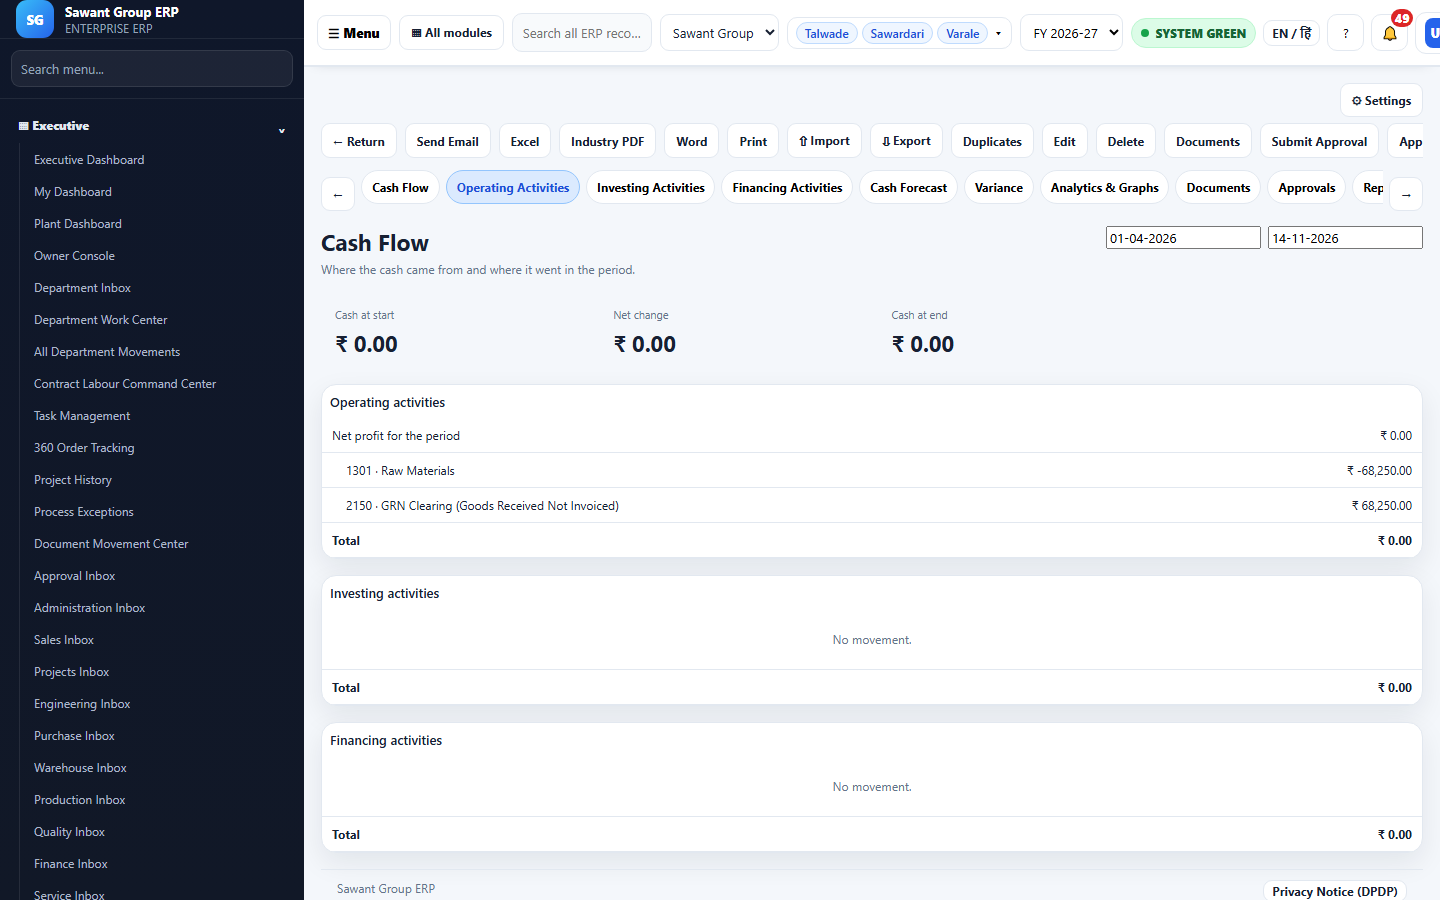 SG
Sawant Group ERP
ENTERPRISE ERP
Search menu...
Executive
Executive Dashboard
My Dashboard
Plant Dashboard
Owner Console
Department Inbox
Department Work Center
All Department Movements
Contract Labour Command Center
Task Management
360 Order Tracking
Project History
Process Exceptions
Document Movement Center
Approval Inbox
Administration Inbox
Sales Inbox
Projects Inbox
Engineering Inbox
Purchase Inbox
Warehouse Inbox
Production Inbox
Quality Inbox
Finance Inbox
Service Inbox
☰ Menu
All modules
Search all ERP reco...
Sawant Group
Talwade
Sawardari
Varale
FY 2026-27
SYSTEM GREEN
EN / हिं
?
49
U
⚙ Settings
← Return
Send Email
Excel
Industry PDF
Word
Print
⇧ Import
⇩ Export
Duplicates
Edit
Delete
Documents
Submit Approval
App
←
Cash Flow
Operating Activities
Investing Activities
Financing Activities
Cash Forecast
Variance
Analytics & Graphs
Documents
Approvals
Rep
→
Cash Flow
01-04-2026
14-11-2026
Where the cash came from and where it went in the period.
Cash at start
₹ 0.00
Net change
₹ 0.00
Cash at end
₹ 0.00
Operating activities
Net profit for the period ₹ 0.00
1301 · Raw Materials ₹ -68,250.00
2150 · GRN Clearing (Goods Received Not Invoiced) ₹ 68,250.00
Total ₹ 0.00
Investing activities
No movement.
Total ₹ 0.00
Financing activities
No movement.
Total ₹ 0.00
Sawant Group ERP
Privacy Notice (DPDP)